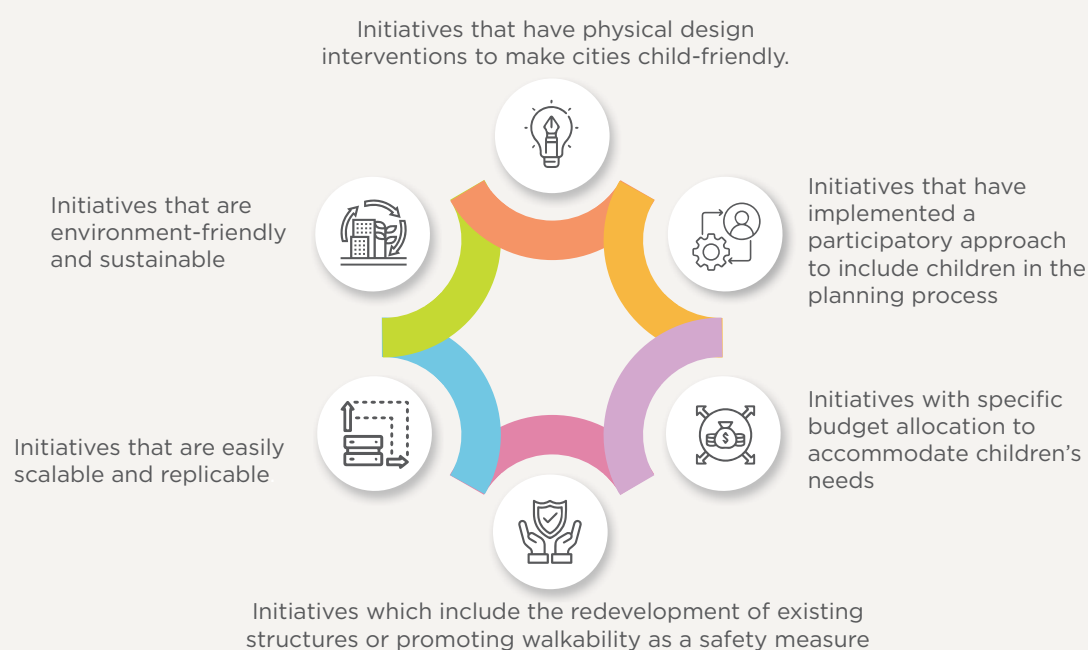 Initiatives that have physical design
interventions to make cities child-friendly.
Initiatives that have
implemented a
participatory approach
to include children in the
planning process
Initiatives with specific
budget allocation to
accommodate children’s
needs
Initiatives which include the redevelopment of existing
structures or promoting walkability as a safety measure
Initiatives that are easily
scalable and replicable
Initiatives that are
environment-friendly
and sustainable